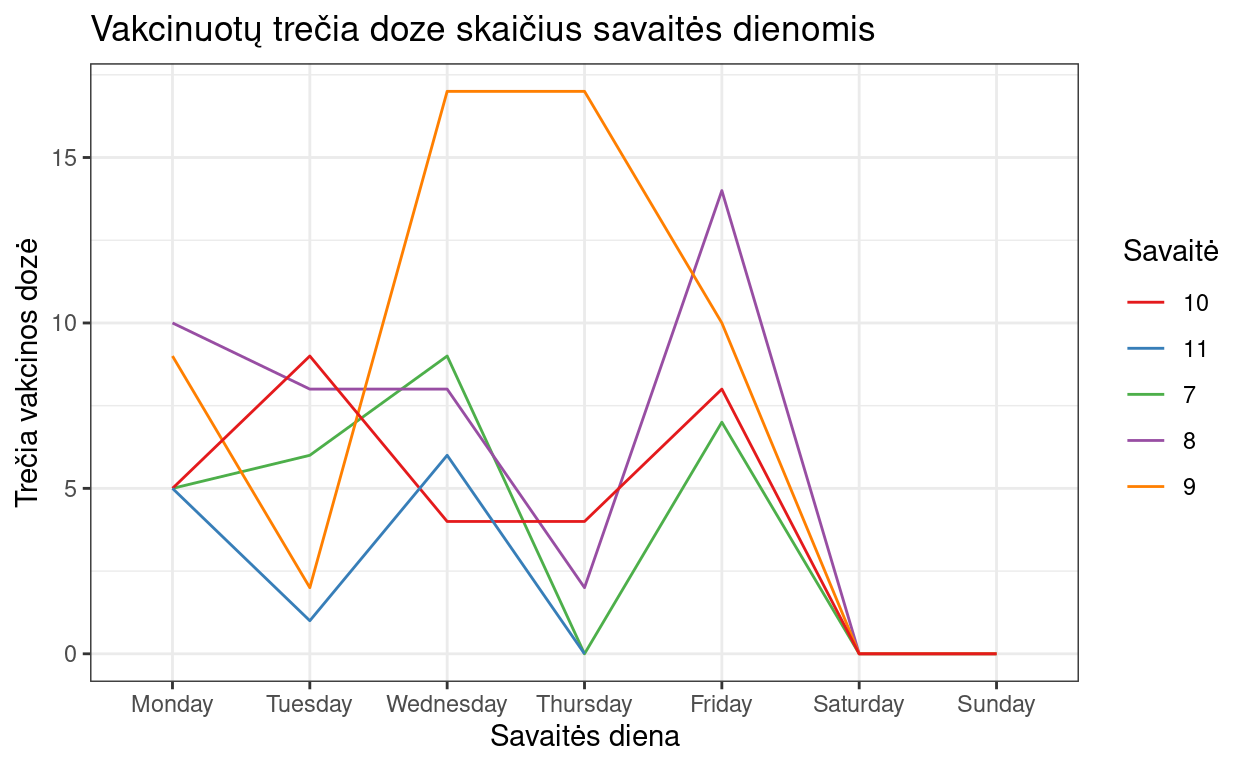 Vakcinuotų trečia doze skaičius savaitės dienomis
Trečia vakcinos dozė
15
10
5
0
Monday Tuesday Wednesday Thursday Friday Saturday Sunday
Savaitės diena
Savaitė
10
11
7
8
9